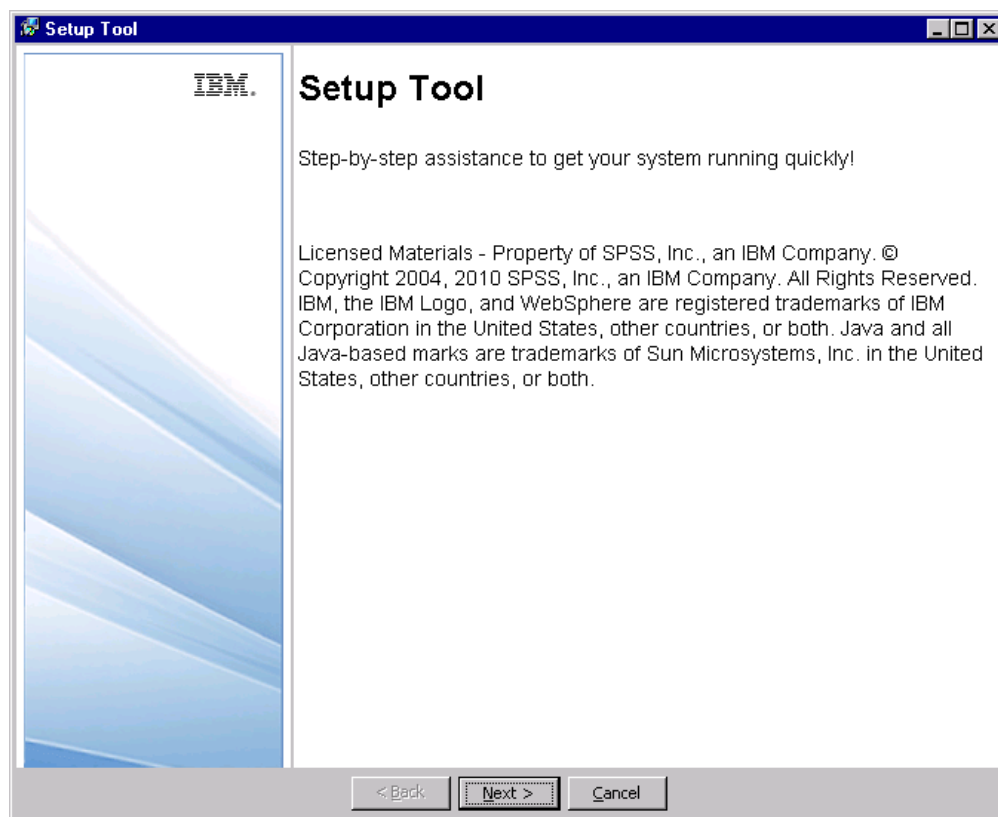 Setup Tool
IBM.
Setup Tool
Step-by-step assistance to get your system running quickly!
Licensed Materials - Property of SPSS, Inc., an IBM Company. ©
Copyright 2004, 2010 SPSS, Inc., an IBM Company. All Rights Reserved.
IBM, the IBM Logo, and WebSphere are registered trademarks of IBM
Corporation in the United States, other countries, or both. Java and all
Java-based marks are trademarks of Sun Microsystems, Inc. in the United
States, other countries, or both.
< Back Next > Cancel